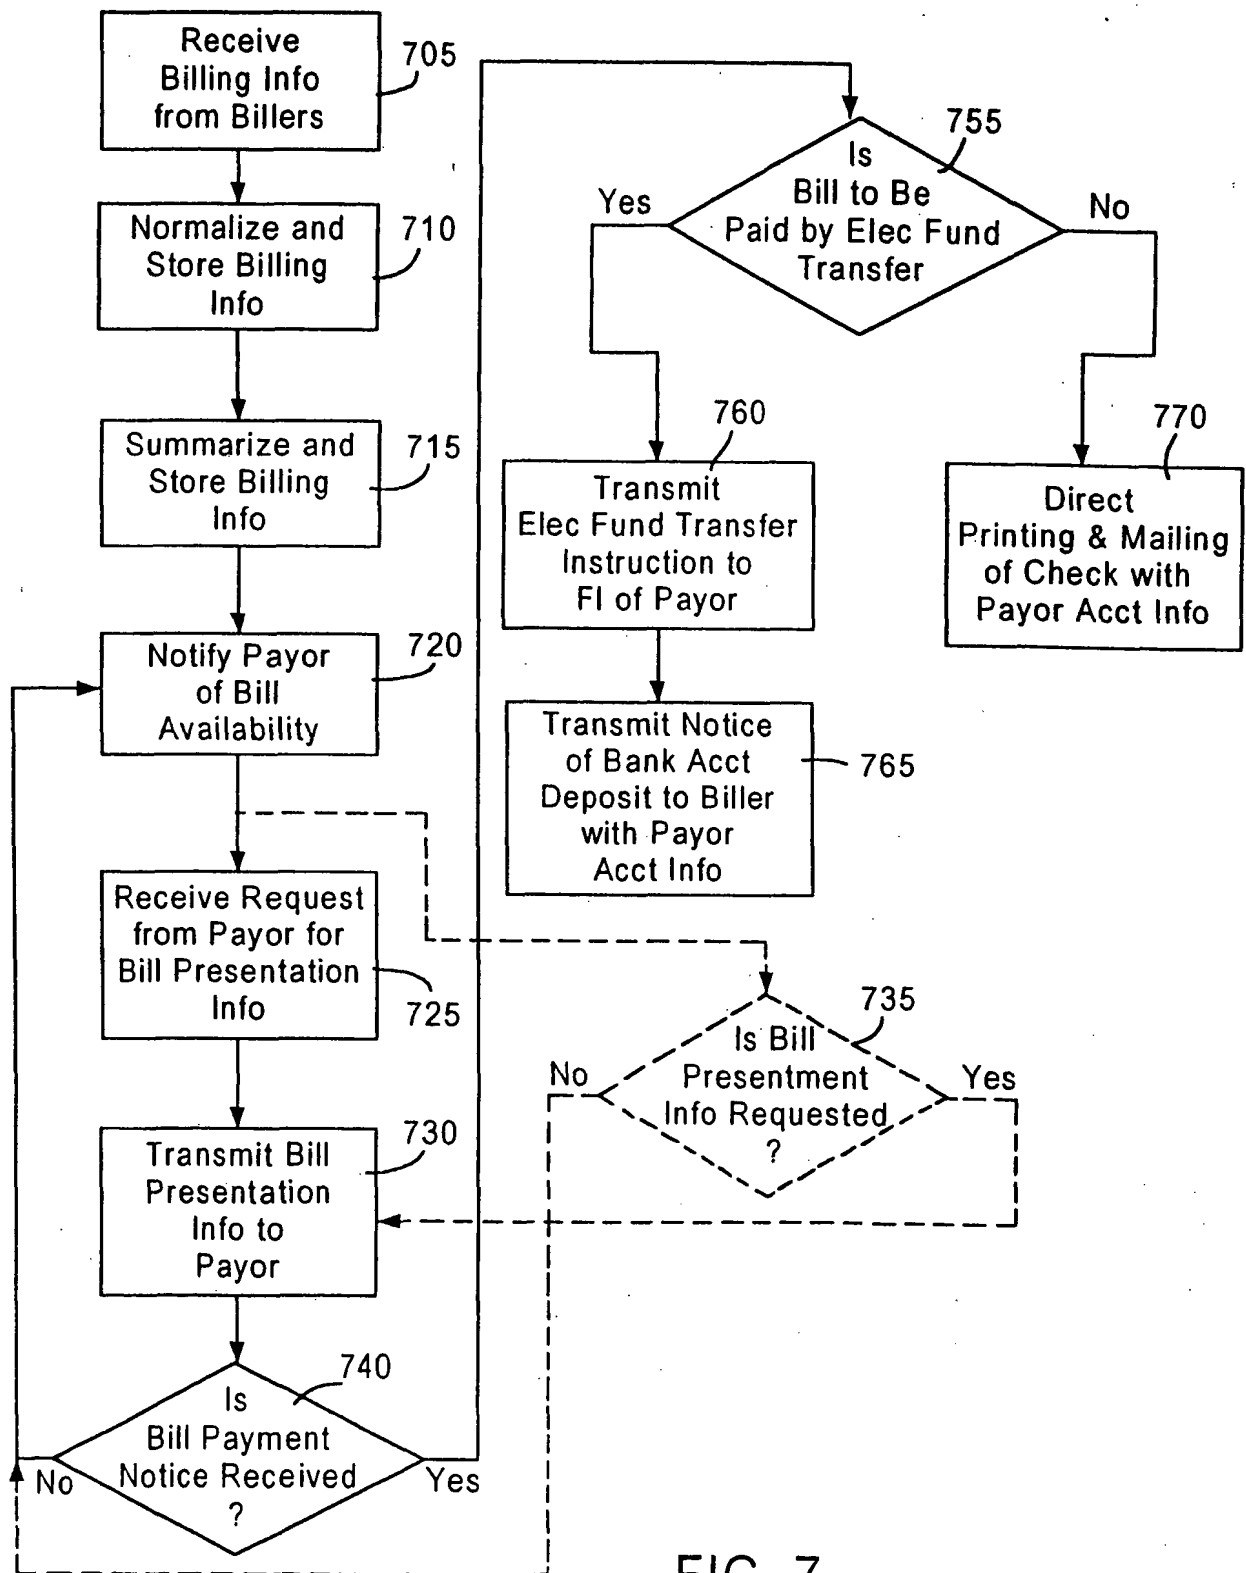 Receive
Billing Info
from Billers
705
Normalize and
Store Billing
Info
710
Summarize and
Store Billing
Info
715
Notify Payor
of Bill
Availability
720
Receive Request
from Payor for
Bill Presentation
Info
725
Transmit Bill
Presentation
Info to
Payor
730
Is
Bill Payment
Notice Received
?
740
No
Yes
Is
Bill to Be
Paid by Elec Fund
Transfer
755
Yes
No
Transmit
Elec Fund Transfer
Instruction to
FI of Payor
760
Transmit Notice
of Bank Acct
Deposit to Biller
with Payor
Acct Info
765
Direct
Printing & Mailing
of Check with
Payor Acct Info
770
Is Bill
Presentment
Info Requested
?
735
No
Yes
FIG. 7